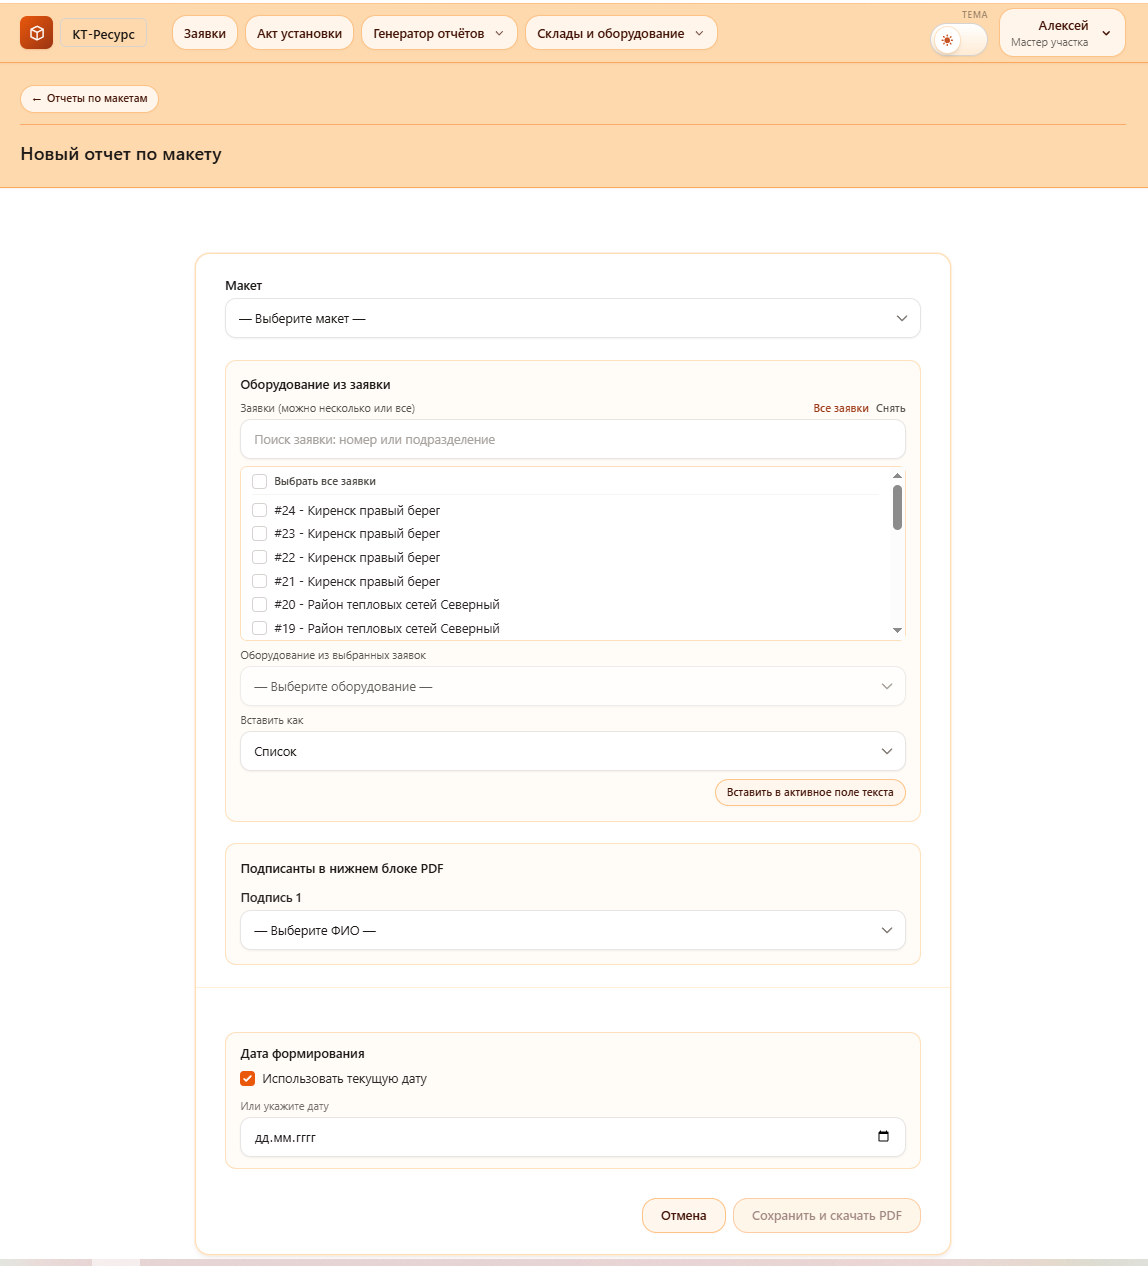 КТ-Ресурс
Заявки
Акт установки
Генератор отчётов
Склады и оборудование
ТЕМА
Алексей
Мастер участка
← Отчеты по макетам
Новый отчет по макету
Макет
— Выберите макет —
Оборудование из заявки
Заявки (можно несколько или все)
Все заявки Снять
Поиск заявки: номер или подразделение
Выбрать все заявки
#24 - Киренск правый берег
#23 - Киренск правый берег
#22 - Киренск правый берег
#21 - Киренск правый берег
#20 - Район тепловых сетей Северный
#19 - Район тепловых сетей Северный
Оборудование из выбранных заявок
— Выберите оборудование —
Вставить как
Список
Вставить в активное поле текста
Подписанты в нижнем блоке PDF
Подпись 1
— Выберите ФИО —
Дата формирования
Использовать текущую дату
Или укажите дату
дд.мм.гггг
Отмена
Сохранить и скачать PDF